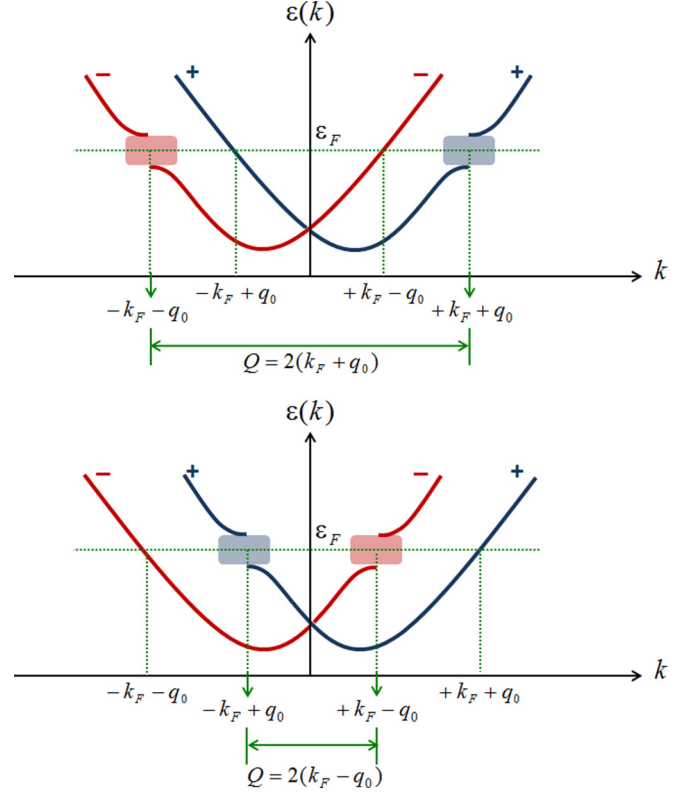 ε(k)
− + − +
ε_F
k
−k_F+q_0 +k_F−q_0
−k_F−q_0 +k_F+q_0
Q=2(k_F+q_0)
ε(k)
− + − +
ε_F
k
−k_F−q_0 +k_F+q_0
−k_F+q_0 +k_F−q_0
Q=2(k_F−q_0)